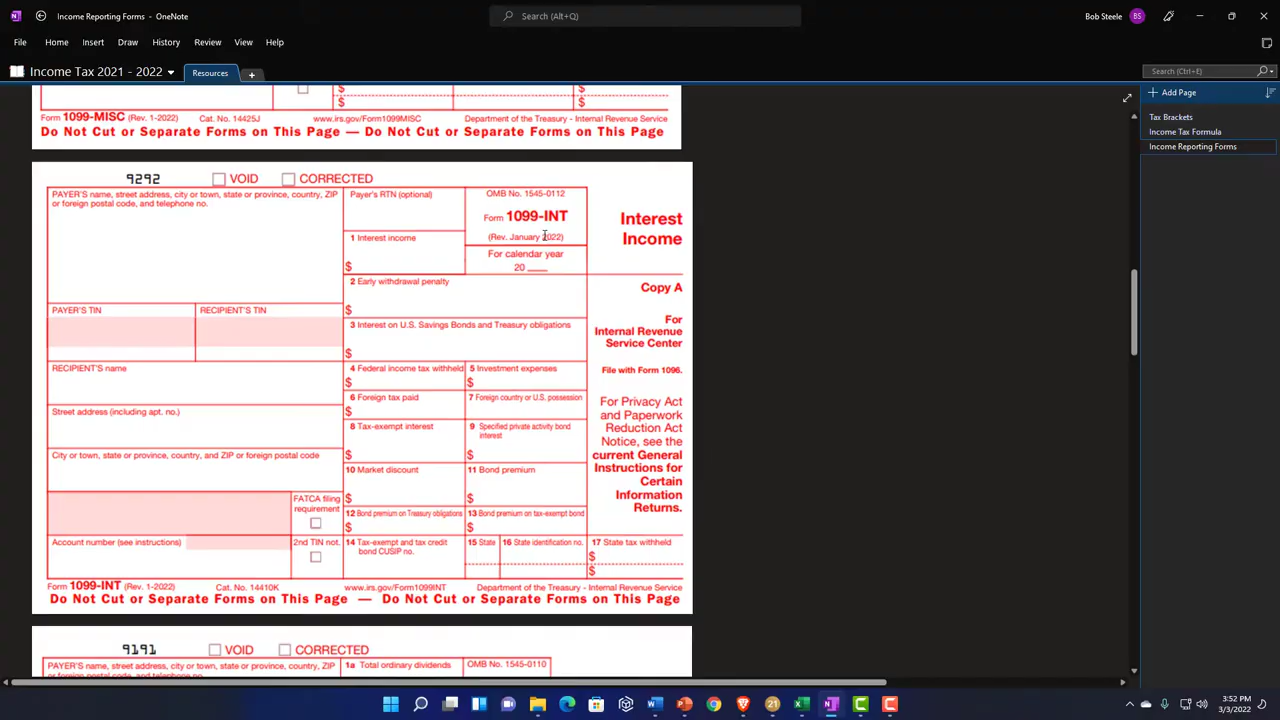 Income Reporting Forms - OneNote
Search (Alt+Q)
Bob Steele BS
File Home Insert Draw History Review View Help
Income Tax 2021 - 2022 Resources +
Search (Ctrl+E)
Add Page
Tax Brackets
Income Tax Formula
Income Reporting Forms
$ $
$ $
Form 1099-MISC (Rev. 1-2022) Cat. No. 14425J www.irs.gov/Form1099MISC Department of the Treasury - Internal Revenue Service
Do Not Cut or Separate Forms on This Page — Do Not Cut or Separate Forms on This Page
9292 VOID CORRECTED
PAYER'S name, street address, city or town, state or province, country, ZIP
or foreign postal code, and telephone no.
Payer's RTN (optional)
1 Interest income
$
OMB No. 1545-0112
Form 1099-INT
(Rev. January 2022)
For calendar year
20 ____
Interest
Income
2 Early withdrawal penalty
$
Copy A
PAYER'S TIN RECIPIENT'S TIN
3 Interest on U.S. Savings Bonds and Treasury obligations
$
For
Internal Revenue
Service Center
File with Form 1096.
RECIPIENT'S name
4 Federal income tax withheld
$
5 Investment expenses
$
6 Foreign tax paid
$
7 Foreign country or U.S. possession
Street address (including apt. no.)
8 Tax-exempt interest
$
9 Specified private activity bond
interest
$
City or town, state or province, country, and ZIP or foreign postal code
10 Market discount
$
11 Bond premium
$
For Privacy Act
and Paperwork
Reduction Act
Notice, see the
current General
Instructions for
Certain
Information
Returns.
FATCA filing
requirement
12 Bond premium on Treasury obligations
$
13 Bond premium on tax-exempt bond
$
Account number (see instructions)
2nd TIN not.
14 Tax-exempt and tax credit
bond CUSIP no.
15 State 16 State identification no. 17 State tax withheld
$
$
Form 1099-INT (Rev. 1-2022) Cat. No. 14410K www.irs.gov/Form1099INT Department of the Treasury - Internal Revenue Service
Do Not Cut or Separate Forms on This Page — Do Not Cut or Separate Forms on This Page
9191 VOID CORRECTED
PAYER'S name, street address, city or town, state or province, country, ZIP
or foreign postal code, and telephone no.
1a Total ordinary dividends
OMB No. 1545-0110
3:52 PM
3/3/2022